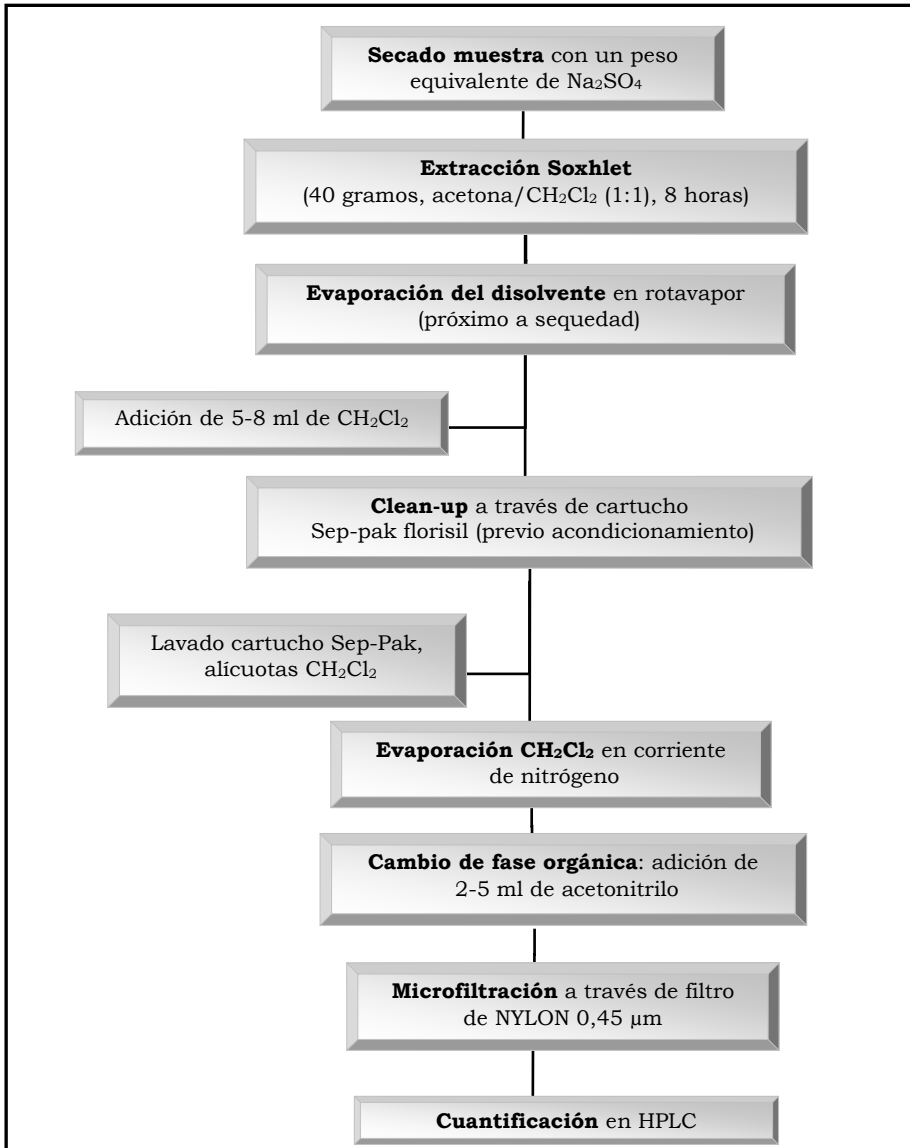 Secado muestra con un peso
equivalente de Na₂SO₄
Extracción Soxhlet
(40 gramos, acetona/CH₂Cl₂ (1:1), 8 horas)
Evaporación del disolvente en rotavapor
(próximo a sequedad)
Adición de 5-8 ml de CH₂Cl₂
Clean-up a través de cartucho
Sep-pak florisil (previo acondicionamiento)
Lavado cartucho Sep-Pak,
alícuotas CH₂Cl₂
Evaporación CH₂Cl₂ en corriente
de nitrógeno
Cambio de fase orgánica: adición de
2-5 ml de acetonitrilo
Microfiltración a través de filtro
de NYLON 0,45 µm
Cuantificación en HPLC